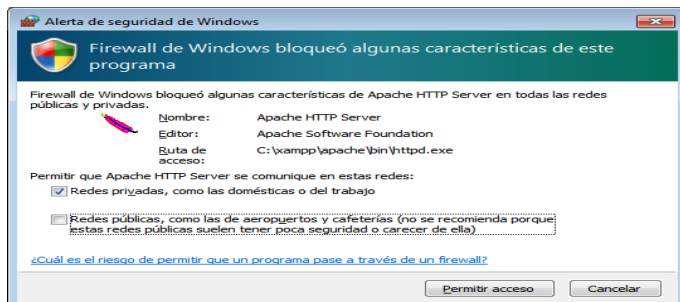 Alerta de seguridad de Windows
Firewall de Windows bloqueó algunas características de este
programa
Firewall de Windows bloqueó algunas características de Apache HTTP Server en todas las redes
públicas y privadas.
Nombre: Apache HTTP Server
Editor: Apache Software Foundation
Ruta de acceso: C:\xampp\apache\bin\httpd.exe
Permitir que Apache HTTP Server se comunique en estas redes:
Redes privadas, como las domésticas o del trabajo
Redes públicas, como las de aeropuertos y cafeterías (no se recomienda porque
estas redes públicas suelen tener poca seguridad o carecer de ella)
¿Cuál es el riesgo de permitir que un programa pase a través de un firewall?
Permitir acceso Cancelar